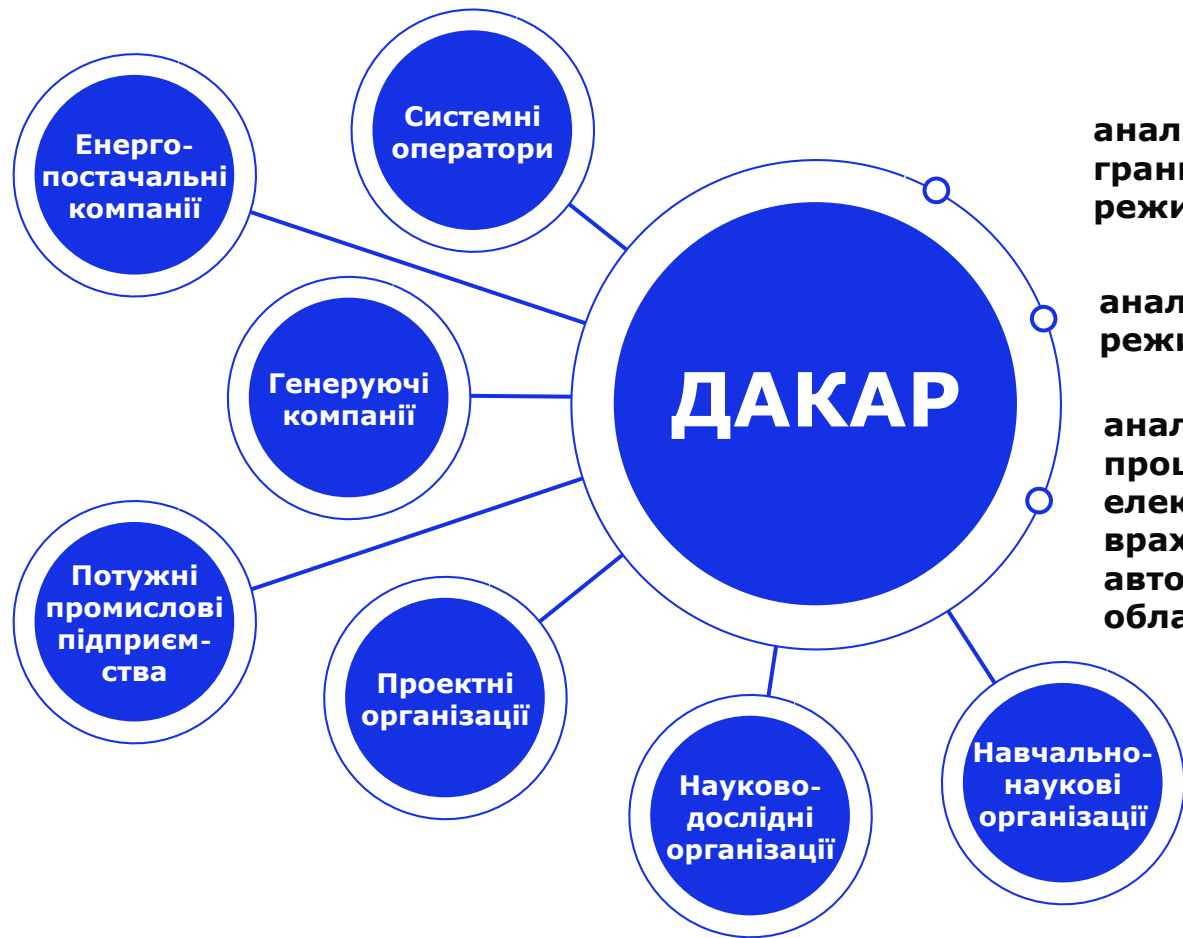 Системні
оператори
Енерго-
постачальні
компанії
Генеруючі
компанії
ДАКАР
Потужні
промислові
підприєм-
ства
Проектні
організації
Науково-
дослідні
організації
Навчально-
наукові
організації